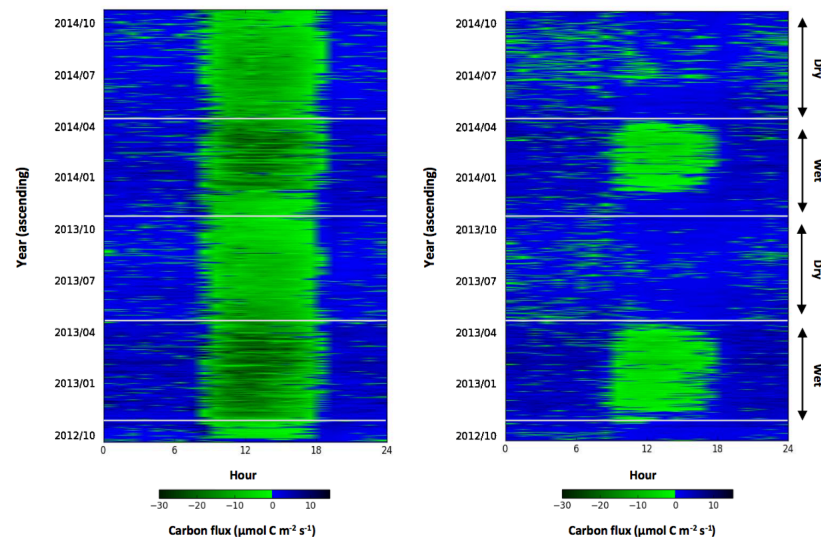 2014/10
2014/07
2014/04
2014/01
2013/10
2013/07
2013/04
2013/01
2012/10
Year (ascending)
0 6 12 18 24
Hour
−30 −20 −10 0 10
Carbon flux (µmol C m⁻² s⁻¹)
2014/10
2014/07
2014/04
2014/01
2013/10
2013/07
2013/04
2013/01
2012/10
Year (ascending)
0 6 12 18 24
Hour
−30 −20 −10 0 10
Carbon flux (µmol C m⁻² s⁻¹)
Dry
Wet
Dry
Wet